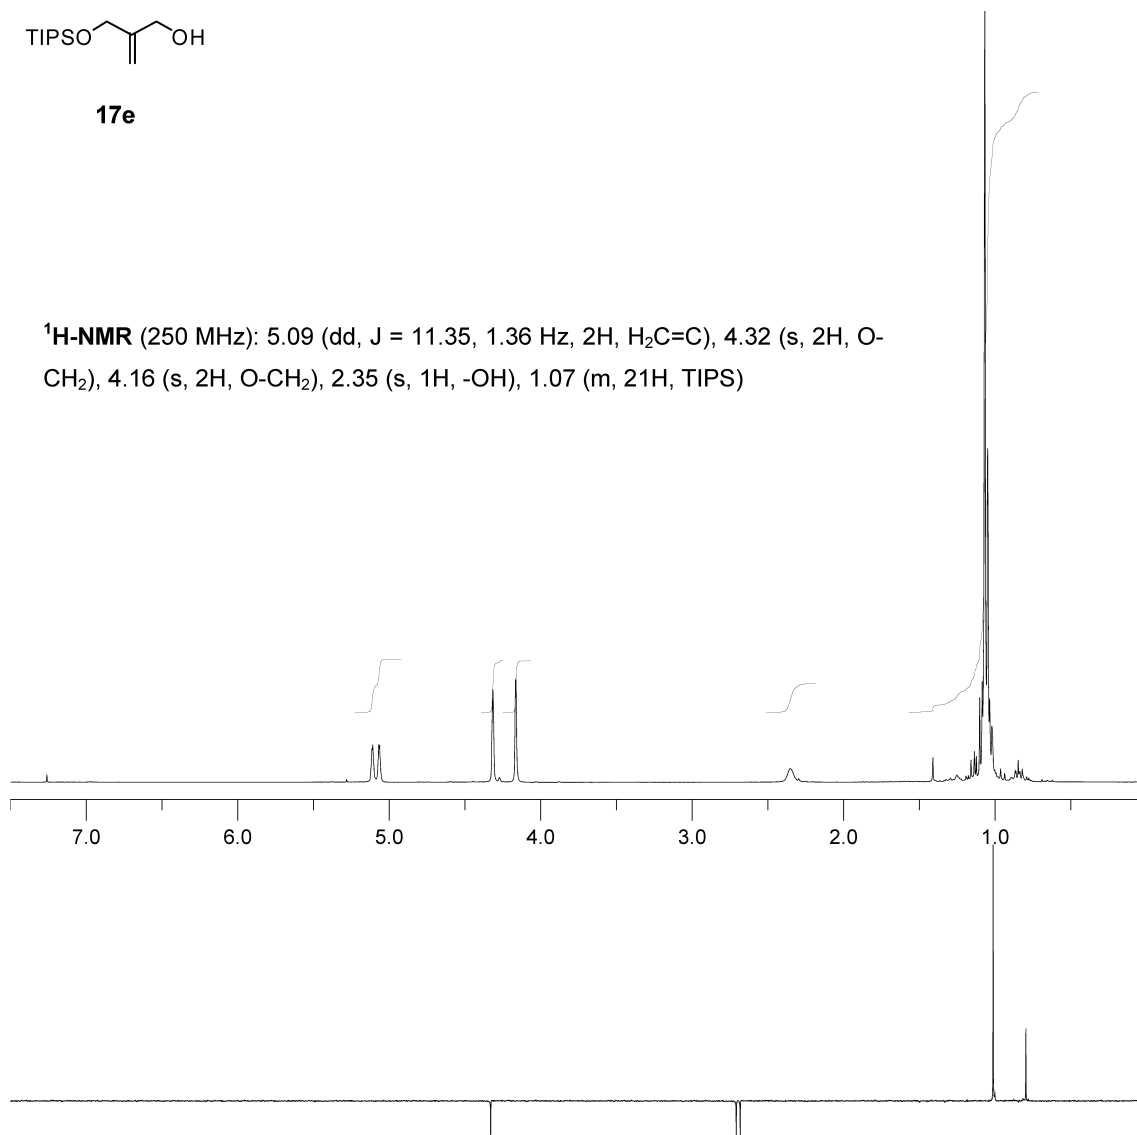 TIPSO OH
17e
¹H-NMR (250 MHz): 5.09 (dd, J = 11.35, 1.36 Hz, 2H, H₂C=C), 4.32 (s, 2H, O-
CH₂), 4.16 (s, 2H, O-CH₂), 2.35 (s, 1H, -OH), 1.07 (m, 21H, TIPS)
7.0 6.0 5.0 4.0 3.0 2.0 1.0